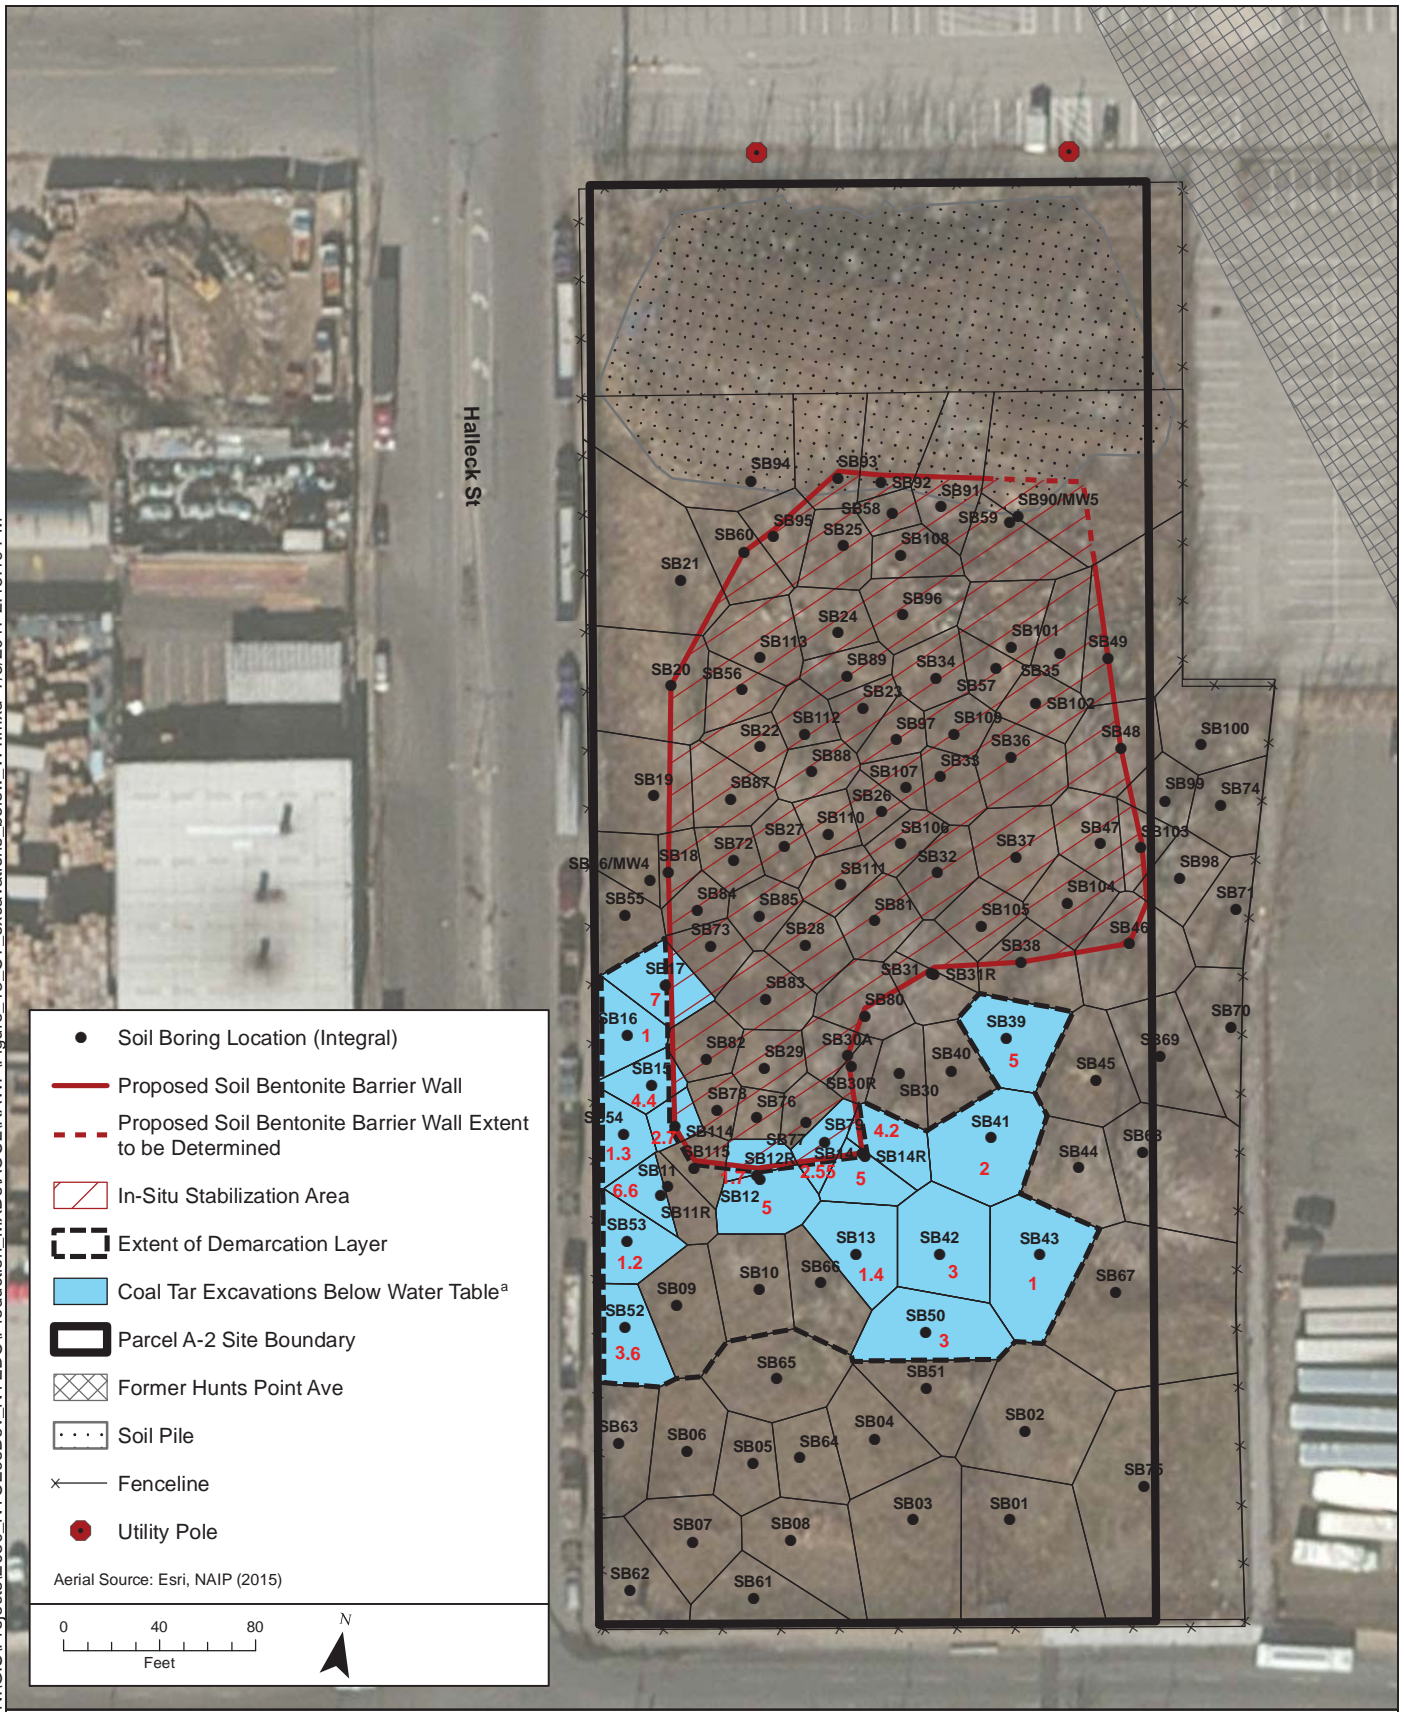 Halleck St
SB94
SB93
SB92
SB91
SB90/MW5
SB58
SB59
SB95
SB25
SB60
SB108
SB21
SB96
SB24
SB113
SB101
SB49
SB20
SB56
SB89
SB34
SB57
SB35
SB23
SB102
SB112
SB97
SB109
SB22
SB36
SB48
SB100
SB88
SB107
SB33
SB19
SB87
SB99
SB74
SB26
SB110
SB106
SB47
SB103
SB27
SB72
SB37
SB18
SB32
SB98
SB111
SB104
SB71
SB55
SB84
SB85
SB81
SB105
SB73
SB28
SB46
SB38
SB17
7
SB31
SB31R
SB83
SB80
SB16
1
SB39
5
SB70
SB82
SB29
SB30A
SB40
SB69
SB15
4.4
SB30R
SB30
SB45
SB78
SB76
SB54
1.3
SB114
SB77
SB79
4.2
SB41
2
SB115
SB12R
SB14
SB14R
SB44
SB68
SB11
6.6
1.7
2.55
5
SB12
5
SB11R
SB53
1.2
SB13
1.4
SB42
3
SB43
1
SB10
SB66
SB67
SB09
SB52
3.6
SB50
3
SB65
SB51
SB63
SB06
SB05
SB64
SB04
SB02
SB75
SB07
SB08
SB03
SB01
SB62
SB61
Soil Boring Location (Integral)
Proposed Soil Bentonite Barrier Wall
Proposed Soil Bentonite Barrier Wall Extent
to be Determined
In-Situ Stabilization Area
Extent of Demarcation Layer
Coal Tar Excavations Below Water Tableᵃ
Parcel A-2 Site Boundary
Former Hunts Point Ave
Soil Pile
Fenceline
Utility Pole
Aerial Source: Esri, NAIP (2015)
0 40 80
Feet
N